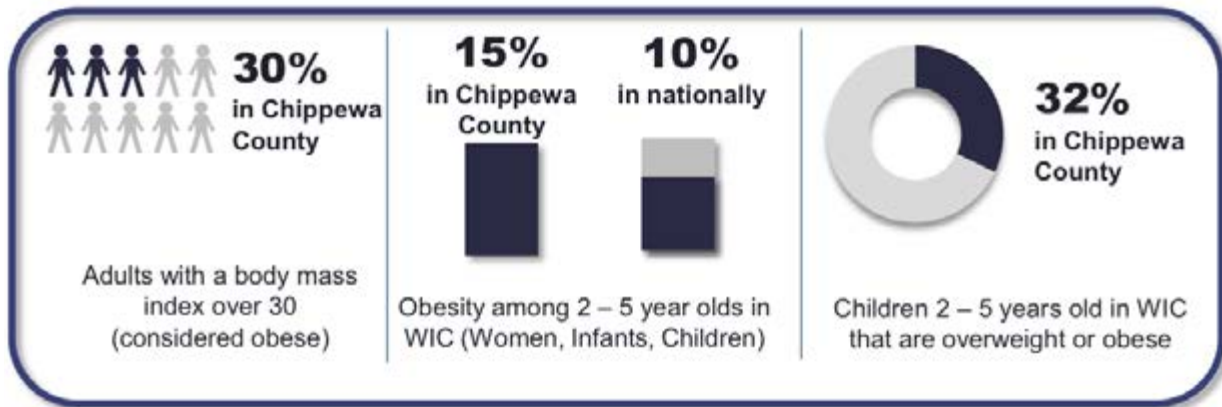 30%
in Chippewa
County
Adults with a body mass
index over 30
(considered obese)
15%
in Chippewa
County
10%
in nationally
Obesity among 2 – 5 year olds in
WIC (Women, Infants, Children)
32%
in Chippewa
County
Children 2 – 5 years old in WIC
that are overweight or obese